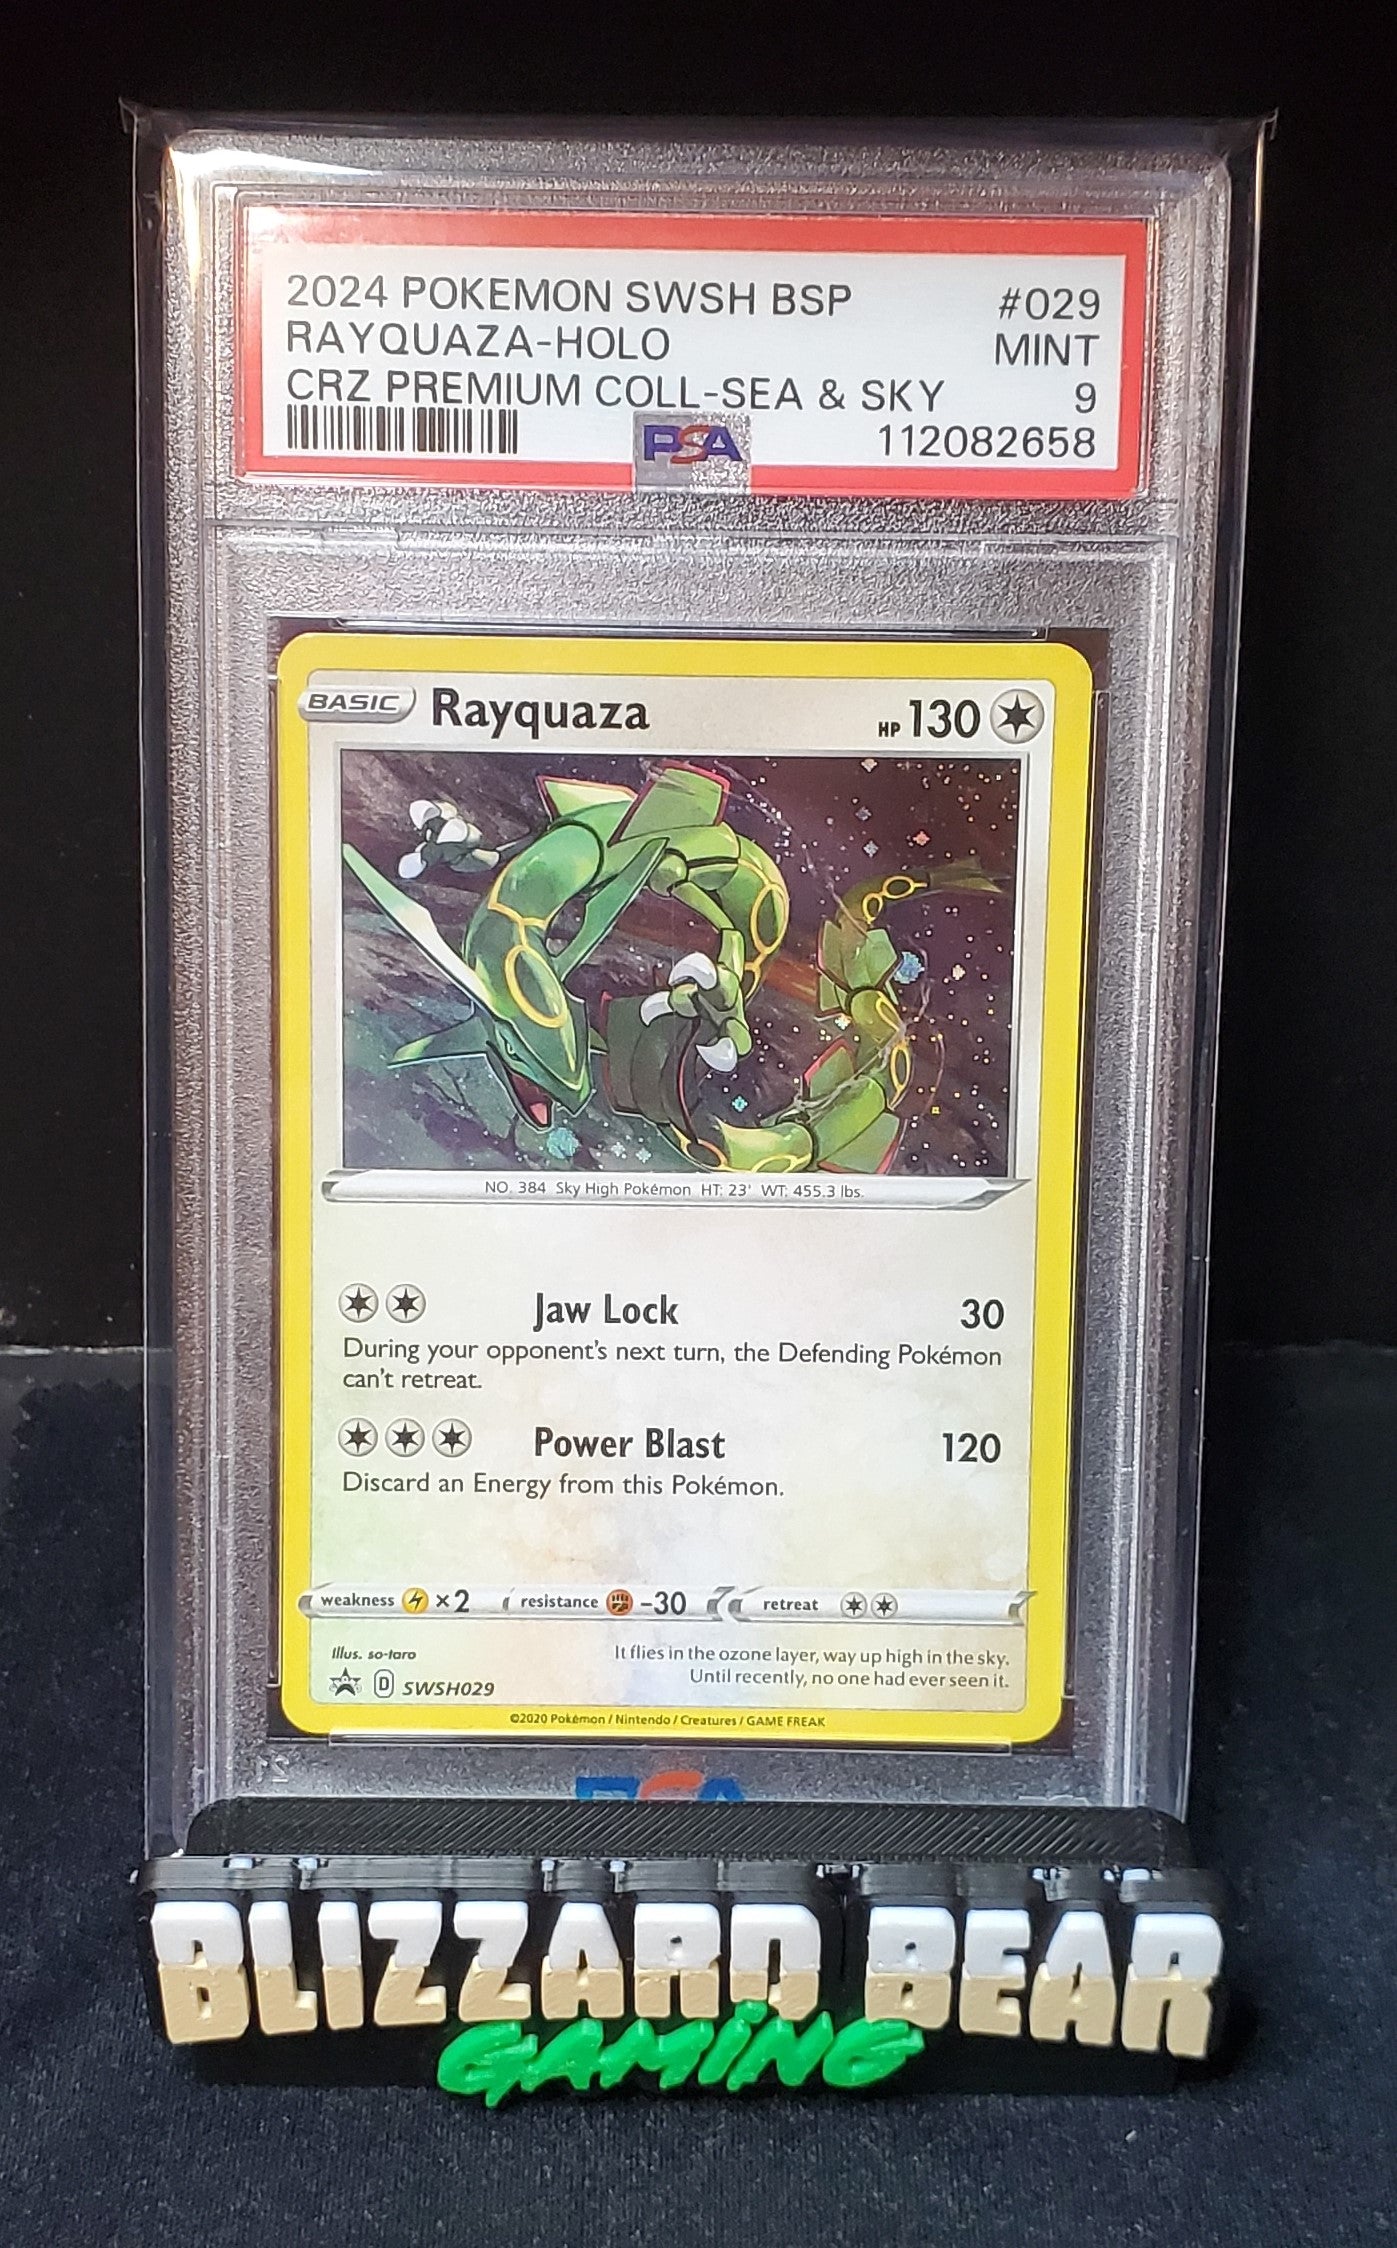 2024 POKEMON SWSH BSP #029
RAYQUAZA-HOLO MINT
CRZ PREMIUM COLL-SEA & SKY 9
PSA 112082658
BASIC Rayquaza HP 130
NO. 384 Sky High Pokémon HT: 23' WT: 455.3 lbs.
Jaw Lock 30
During your opponent's next turn, the Defending Pokémon
can't retreat.
Power Blast 120
Discard an Energy from this Pokémon.
weakness ×2 resistance -30 retreat
Illus. so-taro
It flies in the ozone layer, way up high in the sky.
Until recently, no one had ever seen it.
D SWSH029
©2020 Pokémon / Nintendo / Creatures / GAME FREAK
PSA
BLIZZARD BEAR
GAMING